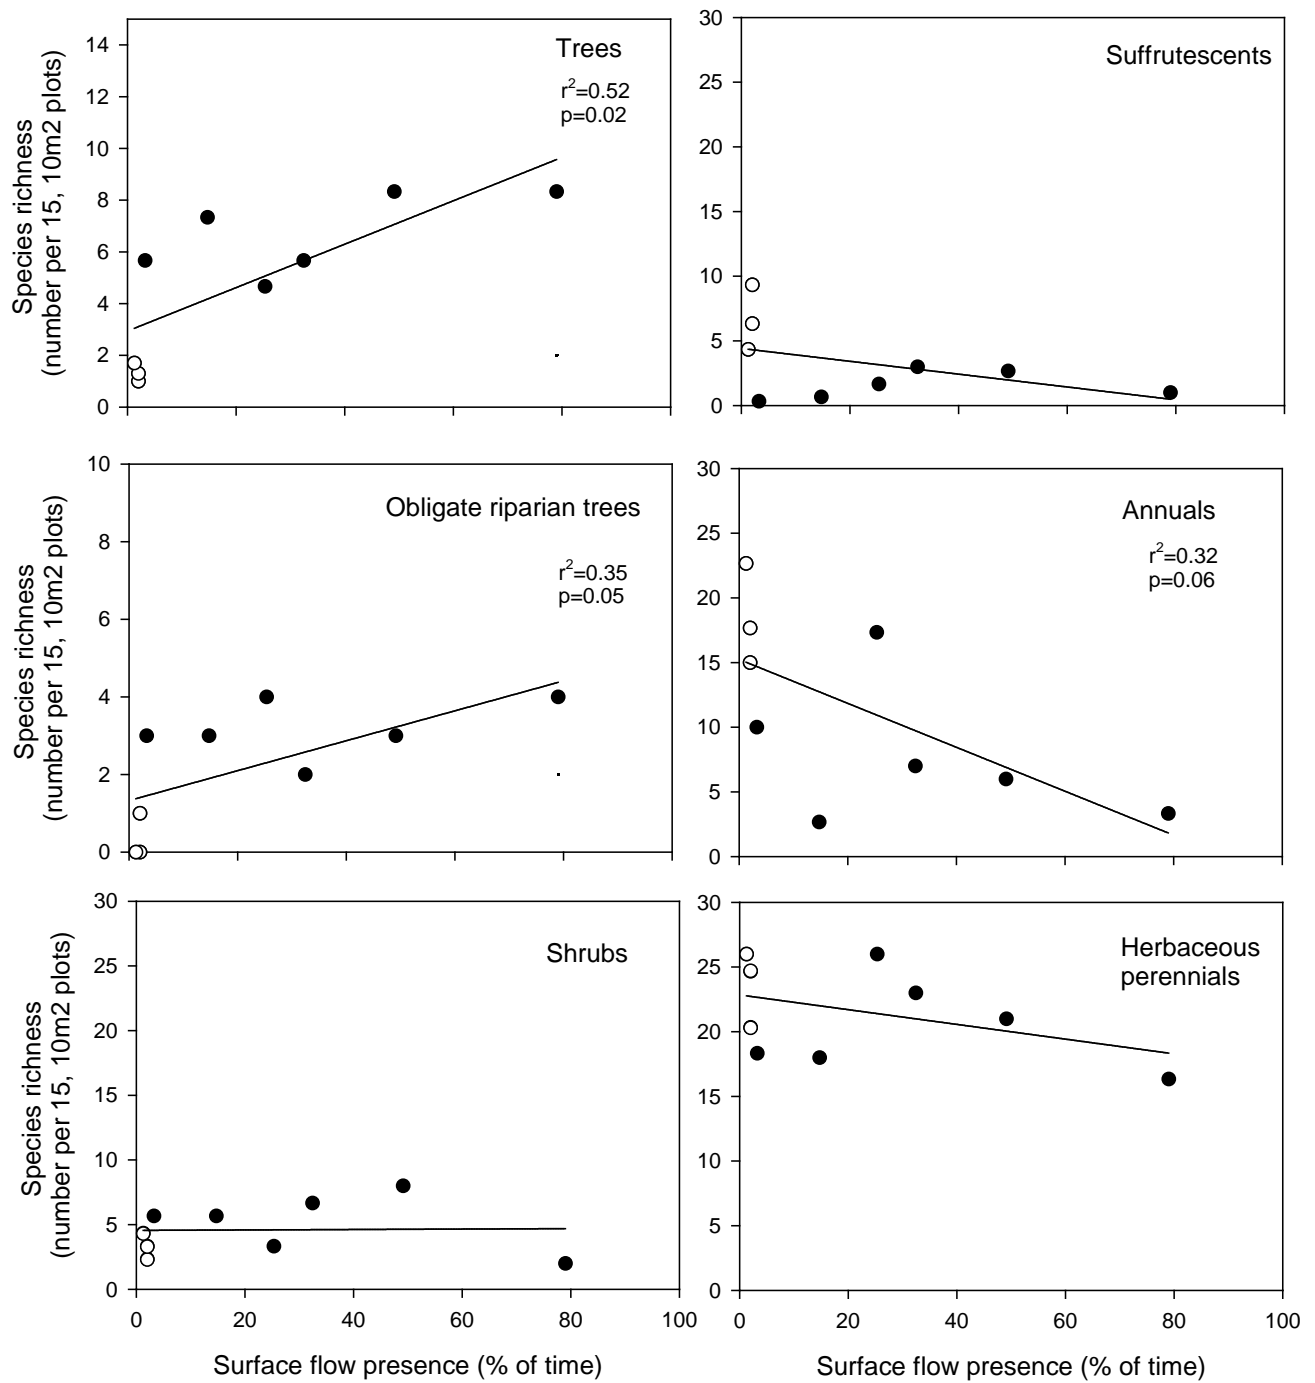 Species richness
(number per 15, 10m2 plots)
14
12
10
8
6
4
2
0
Trees
r²=0.52
p=0.02
30
25
20
15
10
5
0
Suffrutescents
Species richness
(number per 15, 10m2 plots)
10
8
6
4
2
0
Obligate riparian trees
r²=0.35
p=0.05
30
25
20
15
10
5
0
Annuals
r²=0.32
p=0.06
Species richness
(number per 15, 10m2 plots)
30
25
20
15
10
5
0
Shrubs
0 20 40 60 80 100
Surface flow presence (% of time)
30
25
20
15
10
5
0
Herbaceous
perennials
0 20 40 60 80 100
Surface flow presence (% of time)